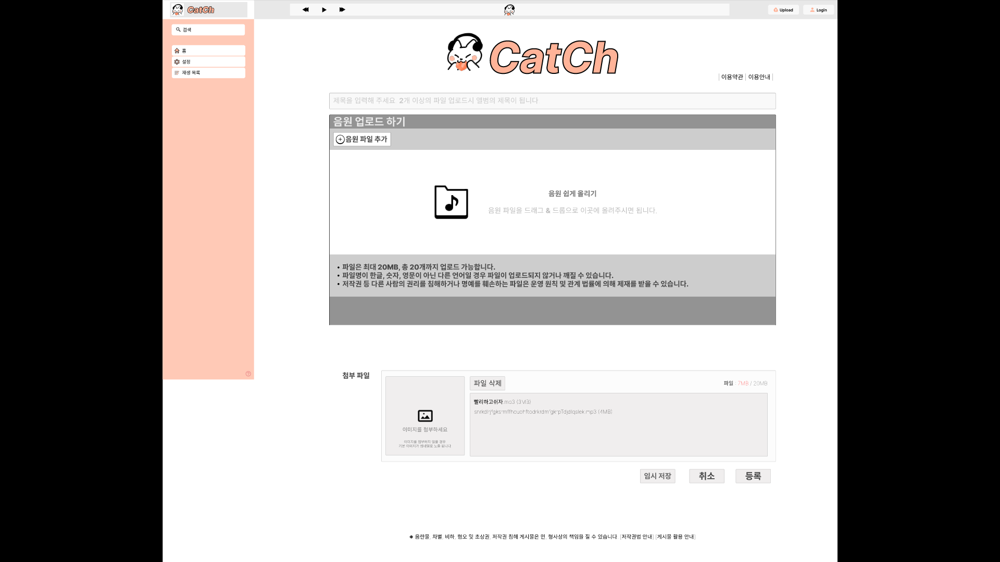 CatCh
Upload
Login
검색
홈
설정
재생 목록
CatCh
이용약관 | 이용안내
제목을 입력해 주세요. 2개 이상의 파일 업로드시 앨범의 제목이 됩니다
음원 업로드 하기
음원 파일 추가
음원 쉽게 올리기
음원 파일을 드래그 & 드롭으로 이곳에 올려주시면 됩니다.
• 파일은 최대 20MB, 총 20개까지 업로드 가능합니다.
• 파일명이 한글, 숫자, 영문이 아닌 다른 언어일 경우 파일이 업로드되지 않거나 깨질 수 있습니다.
• 저작권 등 다른 사람의 권리를 침해하거나 명예를 훼손하는 파일은 운영 원칙 및 관계 법률에 의해 제재를 받을 수 있습니다.
첨부 파일
파일 삭제
파일 : 7MB / 20MB
빨리하고쉬자.mp3 (3MB)
(4MB)
이미지를 첨부하세요
이미지를 첨부하지 않을 경우
기본 이미지가 썸네일로 노출 됩니다
임시 저장
취소
등록
※ 음란물, 차별, 비하, 혐오 및 초상권, 저작권 침해 게시물은 민, 형사상의 책임을 질 수 있습니다. [저작권법 안내] [게시물 활용 안내]